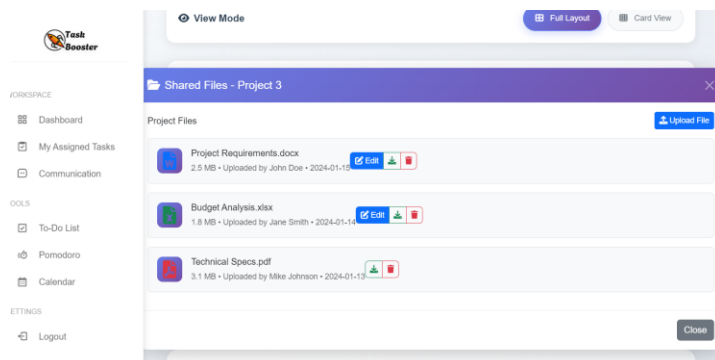 Task
Booster
View Mode
Full Layout
Card View
ORKSPACE
Dashboard
My Assigned Tasks
Communication
OOLS
To-Do List
Pomodoro
Calendar
ETTINGS
Logout
Shared Files - Project 3
Project Files
Upload File
Project Requirements.docx
2.5 MB • Uploaded by John Doe • 2024-01-15
Edit
Budget Analysis.xlsx
1.8 MB • Uploaded by Jane Smith • 2024-01-14
Edit
Technical Specs.pdf
3.1 MB • Uploaded by Mike Johnson • 2024-01-13
Close